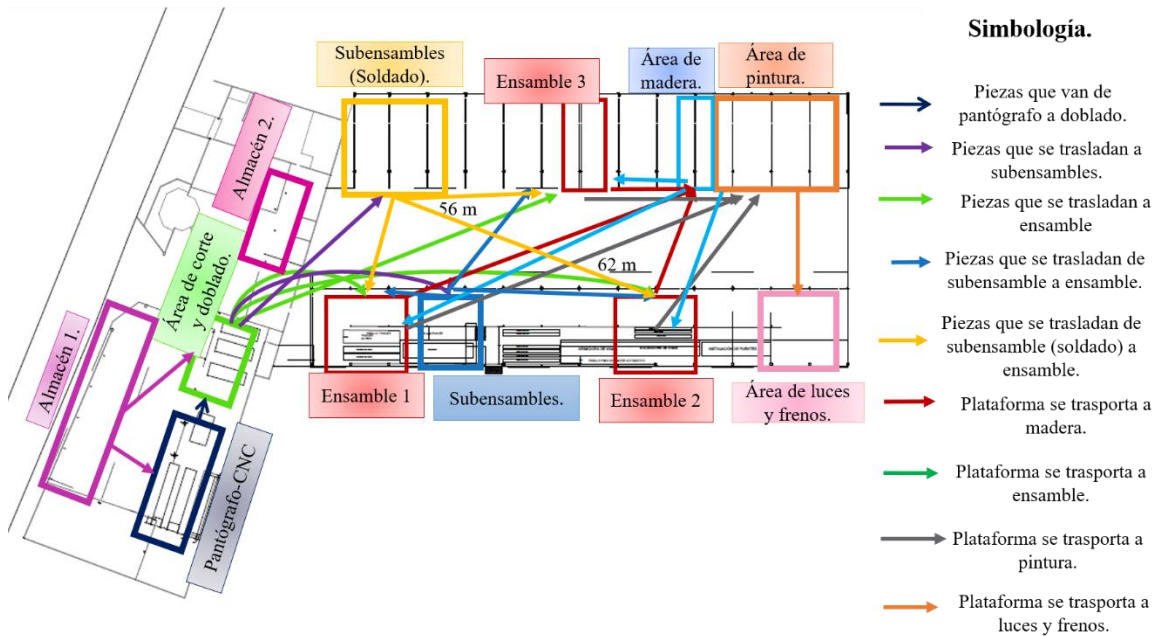 Simbología.
Subensambles
(Soldado).
Ensamble 3
Área de
madera.
Área de
pintura.
Almacén 2.
Área de corte
y doblado.
Almacén 1.
56 m
62 m
Ensamble 1
Subensambles.
Ensamble 2
Área de luces
y frenos.
Pantógrafo-CNC
Piezas que van de
pantógrafo a doblado.
Piezas que se trasladan a
subensambles.
Piezas que se trasladan a
ensamble
Piezas que se trasladan de
subensamble a ensamble.
Piezas que se trasladan de
subensamble (soldado) a
ensamble.
Plataforma se trasporta a
madera.
Plataforma se trasporta a
ensamble.
Plataforma se trasporta a
pintura.
Plataforma se trasporta a
luces y frenos.